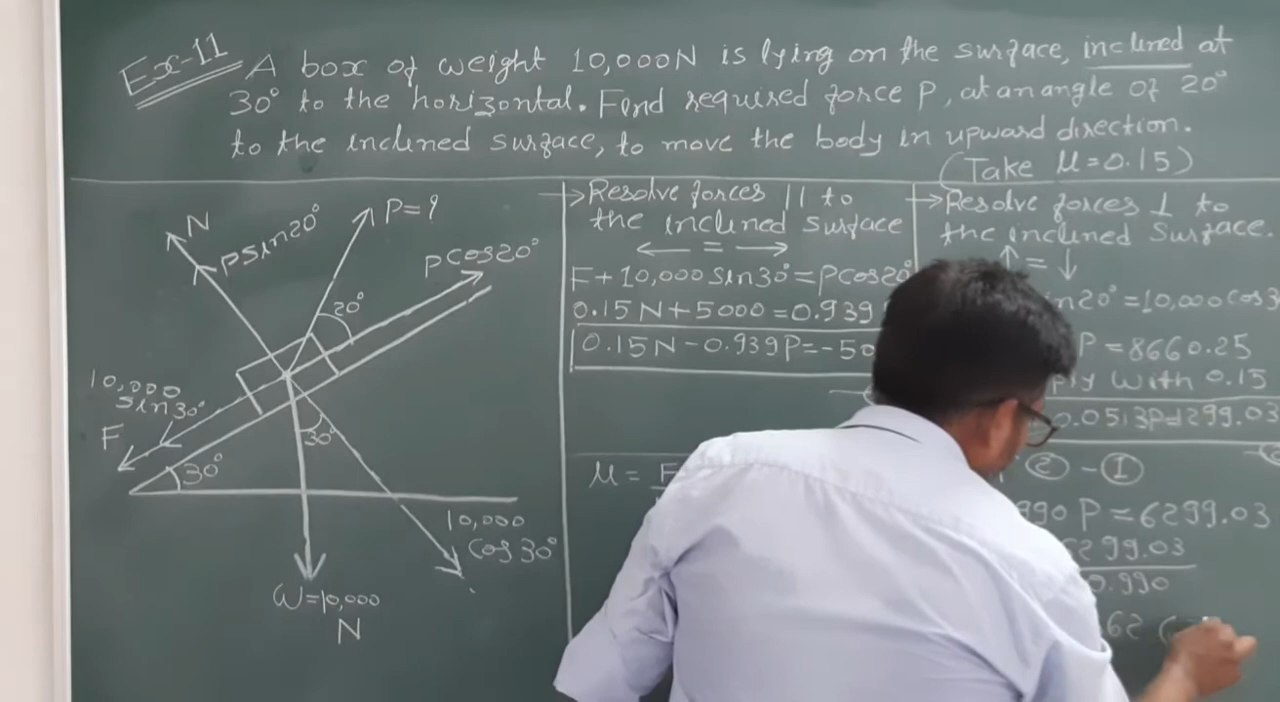 Ex-11 A box of weight 10,000N is lying on the surface, inclined at
30° to the horizontal. Find required force P, at an angle of 20°
to the inclined surface, to move the body in upward direction.
(Take μ=0.15)
N
PSin20°
P=?
PCos20°
20°
10,000
Sin30°
F
30°
30°
10,000
Cos30°
W=10,000
N
→Resolve forces || to
the inclined surface
← = →
F+10,000Sin30°=PCos20°
0.15N+5000=0.939
0.15N-0.939P=-50
μ= F
→Resolve forces ⊥ to
the inclined surface.
↑=↓
in20°=10,000Cos3
P=8660.25
ply with 0.15
0.0513P=1299.03
② - ①
990 P=6299.03
6299.03
0.990
62